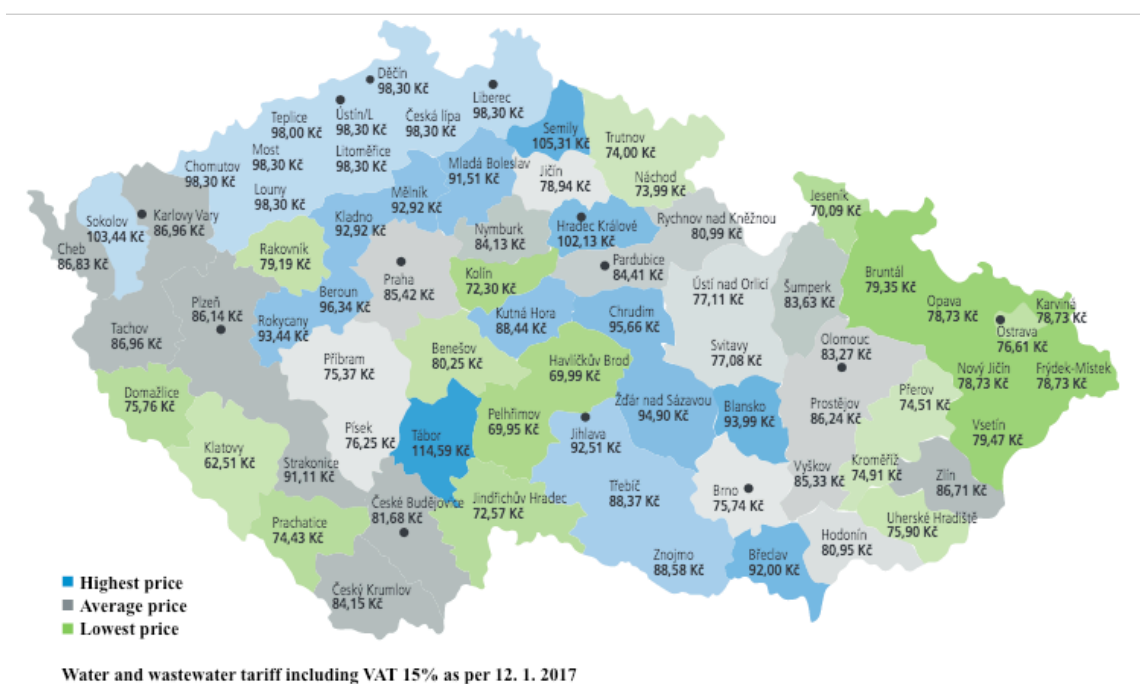 Děčín
98,30 Kč
Liberec
98,30 Kč
Teplice
98,00 Kč
Ústín/L
98,30 Kč
Česká lípa
98,30 Kč
Semily
105,31 Kč
Trutnov
74,00 Kč
Most
98,30 Kč
Litoměřice
98,30 Kč
Chomutov
98,30 Kč
Mladá Boleslav
91,51 Kč
Jičín
78,94 Kč
Náchod
73,99 Kč
Louny
98,30 Kč
Mělník
92,92 Kč
Jeseník
70,09 Kč
Sokolov
103,44 Kč
Karlovy Vary
86,96 Kč
Kladno
92,92 Kč
Nymburk
84,13 Kč
Hradec Králové
102,13 Kč
Rychnov nad Kněžnou
80,99 Kč
Cheb
86,83 Kč
Rakovník
79,19 Kč
Praha
85,42 Kč
Kolín
72,30 Kč
Pardubice
84,41 Kč
Ústí nad Orlicí
77,11 Kč
Šumperk
83,63 Kč
Bruntál
79,35 Kč
Plzeň
86,14 Kč
Beroun
96,34 Kč
Opava
78,73 Kč
Karviná
78,73 Kč
Tachov
86,96 Kč
Rokycany
93,44 Kč
Kutná Hora
88,44 Kč
Chrudim
95,66 Kč
Ostrava
76,61 Kč
Příbram
75,37 Kč
Benešov
80,25 Kč
Havlíčkův Brod
69,99 Kč
Svitavy
77,08 Kč
Olomouc
83,27 Kč
Nový Jičín
78,73 Kč
Frýdek-Místek
78,73 Kč
Domažlice
75,76 Kč
Pelhřimov
69,95 Kč
Žďár nad Sázavou
94,90 Kč
Blansko
93,99 Kč
Prostějov
86,24 Kč
Přerov
74,51 Kč
Klatovy
62,51 Kč
Písek
76,25 Kč
Tábor
114,59 Kč
Jihlava
92,51 Kč
Vsetín
79,47 Kč
Strakonice
91,11 Kč
Třebíč
88,37 Kč
Brno
75,74 Kč
Vyškov
85,33 Kč
Kroměříž
74,91 Kč
Zlín
86,71 Kč
České Budějovice
81,68 Kč
Jindřichův Hradec
72,57 Kč
Prachatice
74,43 Kč
Uherské Hradiště
75,90 Kč
Znojmo
88,58 Kč
Břeclav
92,00 Kč
Hodonín
80,95 Kč
Český Krumlov
84,15 Kč
Highest price
Average price
Lowest price
Water and wastewater tariff including VAT 15% as per 12. 1. 2017